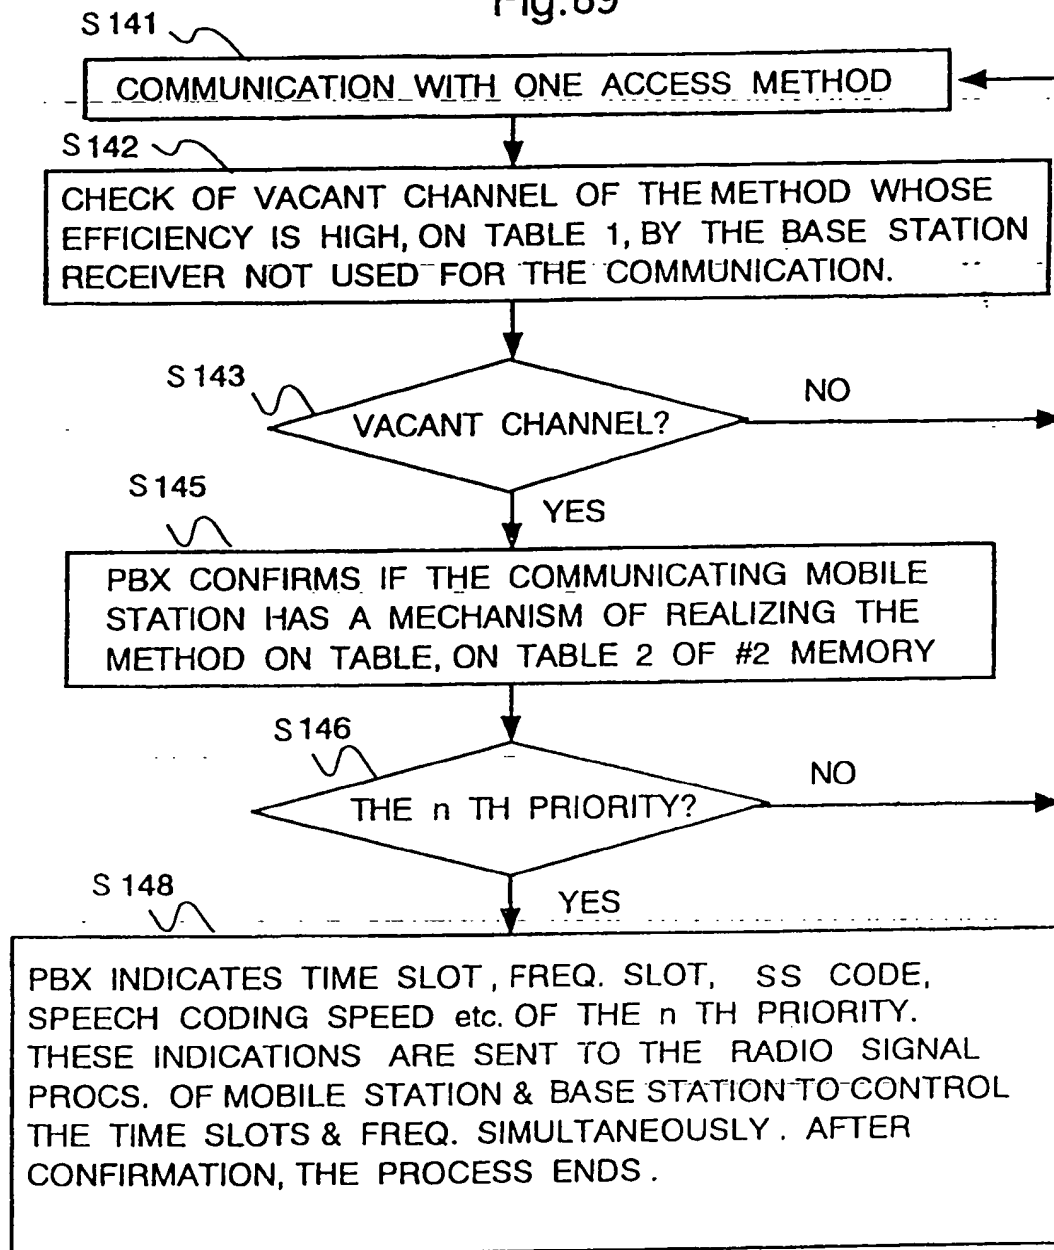 Fig.89
S141
COMMUNICATION WITH ONE ACCESS METHOD
S142
CHECK OF VACANT CHANNEL OF THE METHOD WHOSE
EFFICIENCY IS HIGH, ON TABLE 1, BY THE BASE STATION
RECEIVER NOT USED FOR THE COMMUNICATION.
S143
VACANT CHANNEL?
NO
YES
S145
PBX CONFIRMS IF THE COMMUNICATING MOBILE
STATION HAS A MECHANISM OF REALIZING THE
METHOD ON TABLE, ON TABLE 2 OF #2 MEMORY
S146
THE n TH PRIORITY?
NO
YES
S148
PBX INDICATES TIME SLOT, FREQ. SLOT, SS CODE,
SPEECH CODING SPEED etc. OF THE n TH PRIORITY.
THESE INDICATIONS ARE SENT TO THE RADIO SIGNAL
PROCS. OF MOBILE STATION & BASE STATION TO CONTROL
THE TIME SLOTS & FREQ. SIMULTANEOUSLY. AFTER
CONFIRMATION, THE PROCESS ENDS.